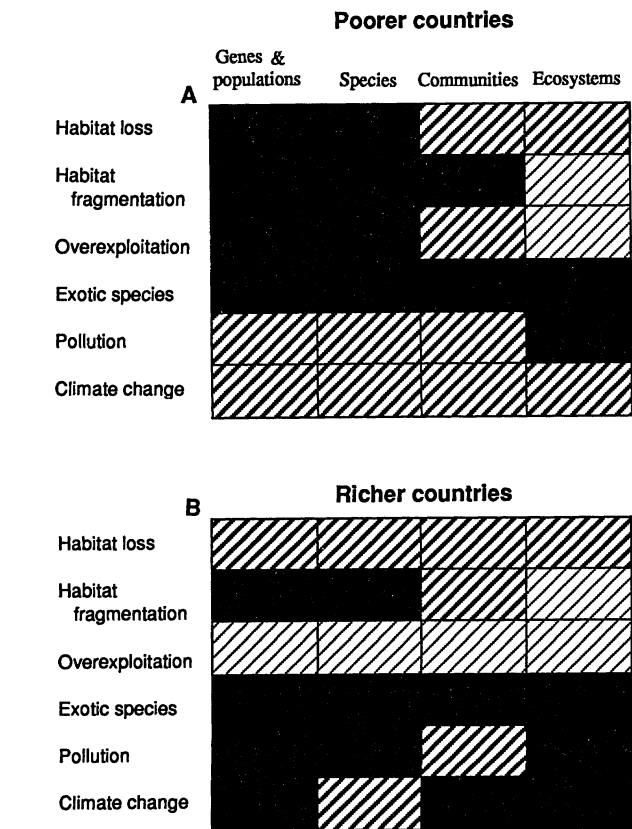 Poorer countries
Genes &
populations Species Communities Ecosystems
A
Habitat loss
Habitat
fragmentation
Overexploitation
Exotic species
Pollution
Climate change
Richer countries
B
Habitat loss
Habitat
fragmentation
Overexploitation
Exotic species
Pollution
Climate change